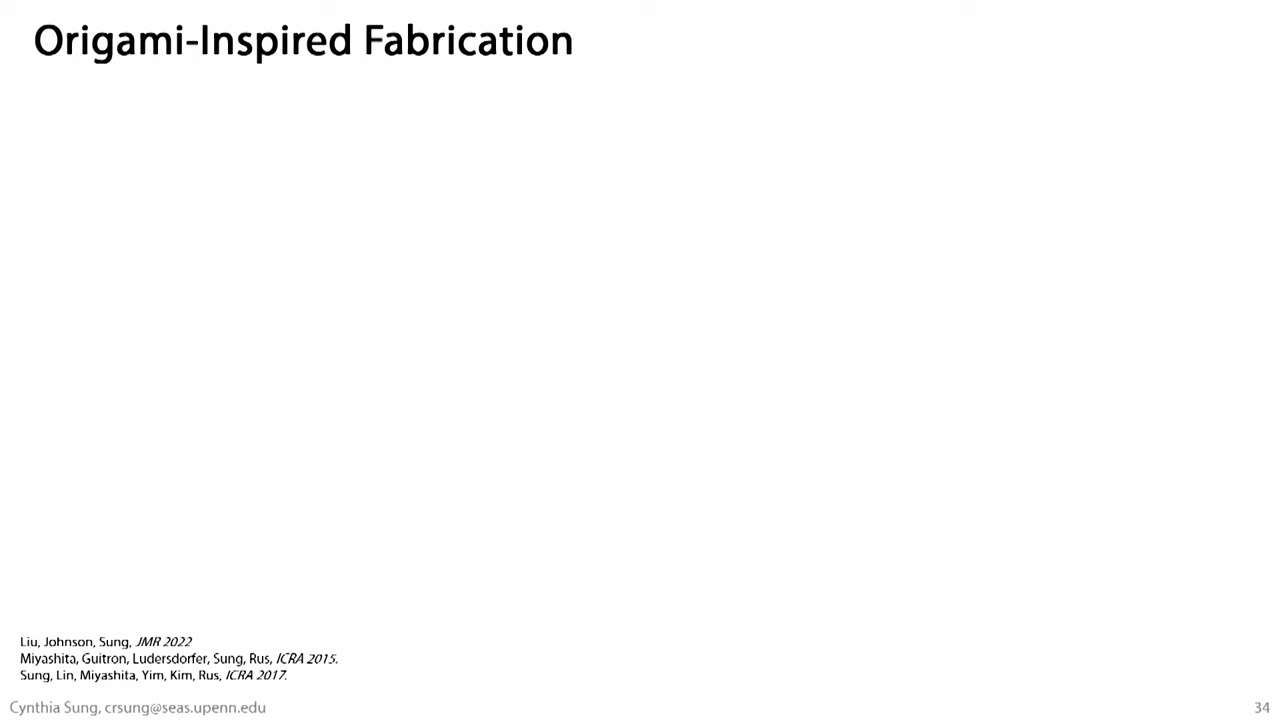 Origami-Inspired Fabrication
Liu, Johnson, Sung, JMR 2022
Miyashita, Guitron, Ludersdorfer, Sung, Rus, ICRA 2015.
Sung, Lin, Miyashita, Yim, Kim, Rus, ICRA 2017.
Cynthia Sung, crsung@seas.upenn.edu
34